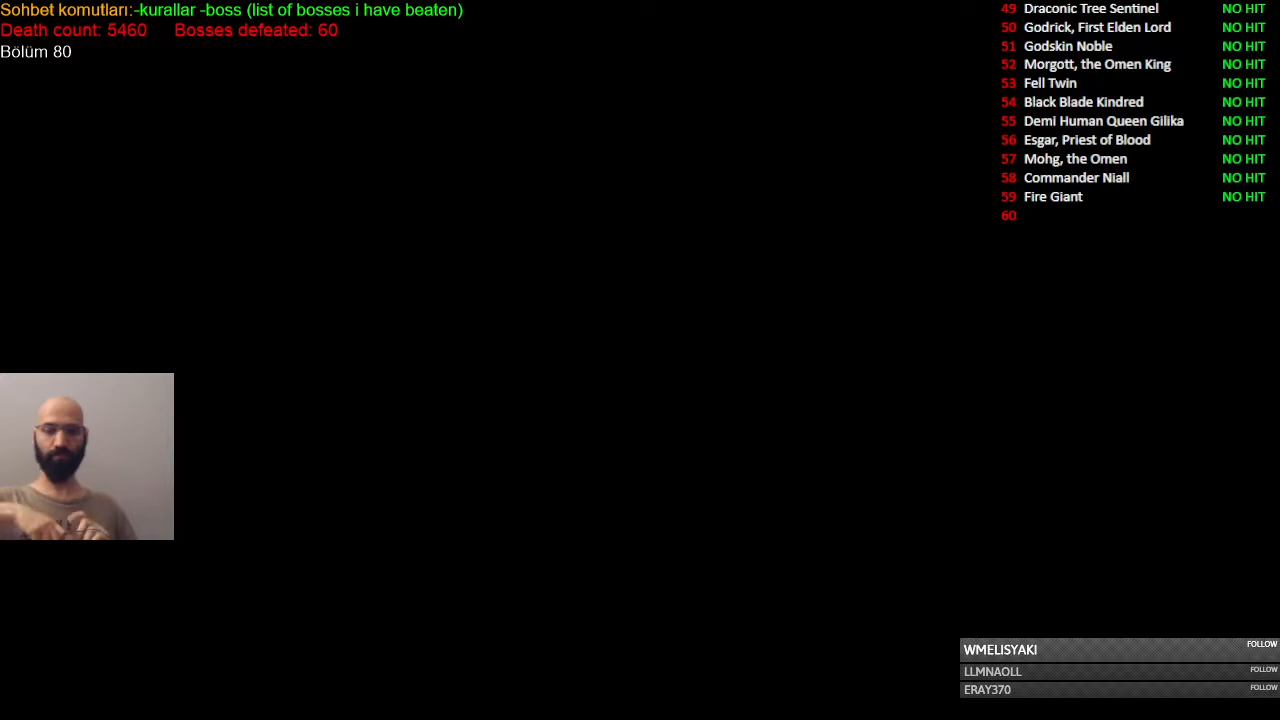 Sohbet komutları:-kurallar -boss (list of bosses i have beaten)
Death count: 5460 Bosses defeated: 60
Bölüm 80
49 Draconic Tree Sentinel NO HIT
50 Godrick, First Elden Lord NO HIT
51 Godskin Noble NO HIT
52 Morgott, the Omen King NO HIT
53 Fell Twin NO HIT
54 Black Blade Kindred NO HIT
55 Demi Human Queen Gilika NO HIT
56 Esgar, Priest of Blood NO HIT
57 Mohg, the Omen NO HIT
58 Commander Niall NO HIT
59 Fire Giant NO HIT
60
WMELISYAKI FOLLOW
LLMNAOLL FOLLOW
ERAY370 FOLLOW